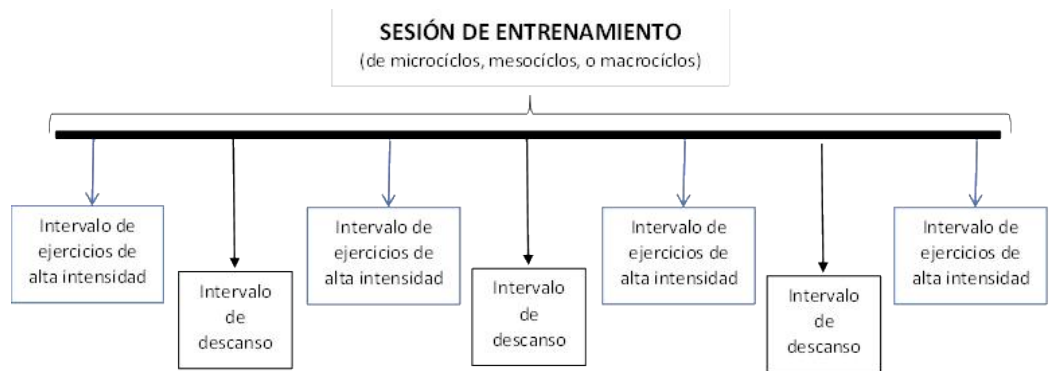 SESIÓN DE ENTRENAMIENTO
(de microcíclos, mesocíclos, o macrocíclos)
Intervalo de
ejercicios de
alta intensidad
Intervalo
de
descanso
Intervalo de
ejercicios de
alta intensidad
Intervalo
de
descanso
Intervalo de
ejercicios de
alta intensidad
Intervalo
de
descanso
Intervalo de
ejercicios de
alta intensidad